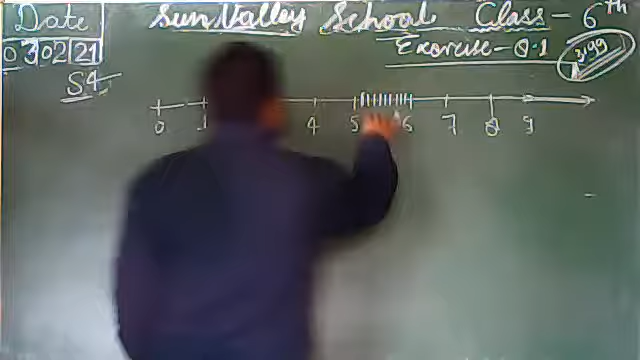 Date Sun Valley School Class - 6th
03 02 21 Exercise - 8.1 3.99
S4
0 1 4 5 6 7 8 9